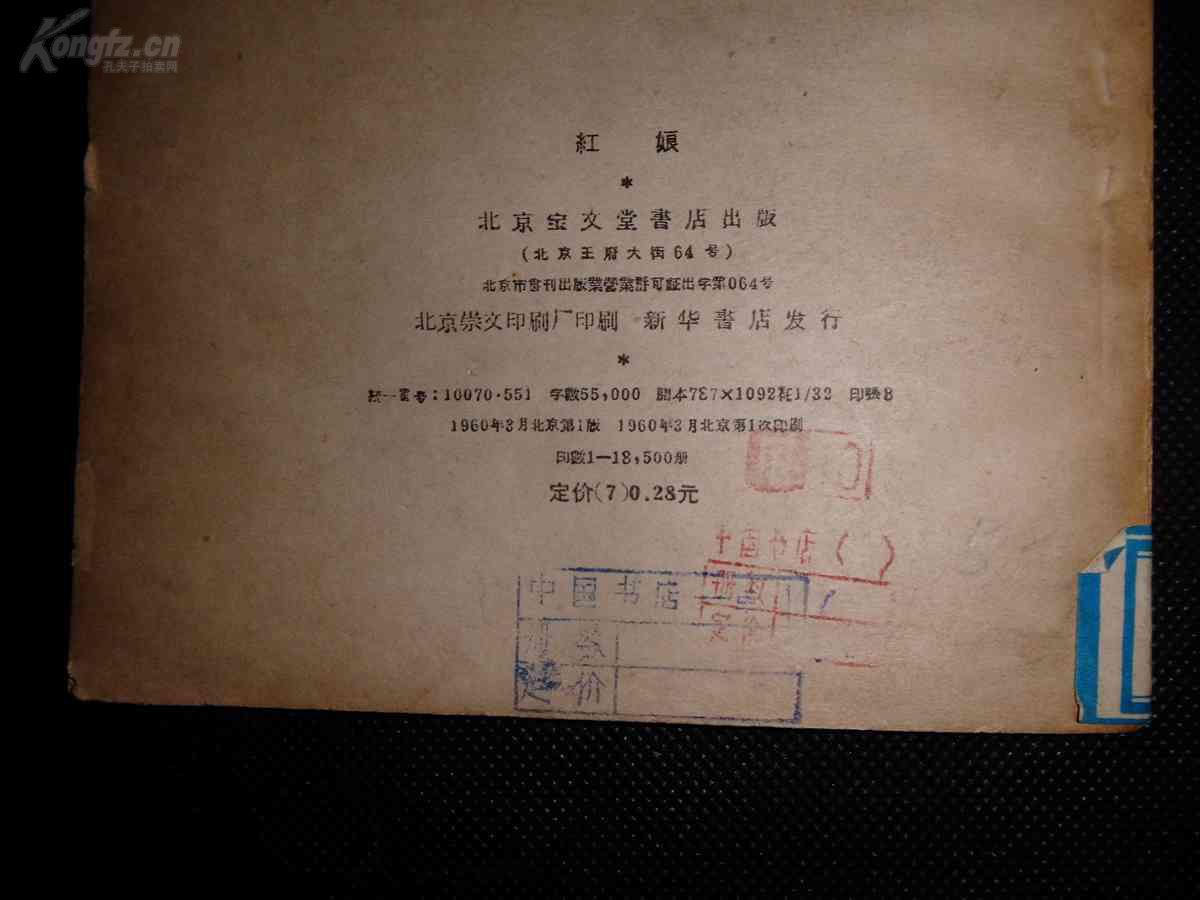 Kongfz.cn
孔夫子拍卖网
紅 娘
*
北京宝文堂書店出版
(北京王府大街64号)
北京市書刊出版業營業許可証出字第064号
北京崇文印刷厂印刷 新华書店发行
*
統一書号:10070·551 字数55,000 開本787×1092耗1/32 印張3
1960年3月北京第1版 1960年3月北京第1次印刷
印数1—18,500册
定价(7)0.28元
中国书店( )
册数
定价
中国书店
册数
定价